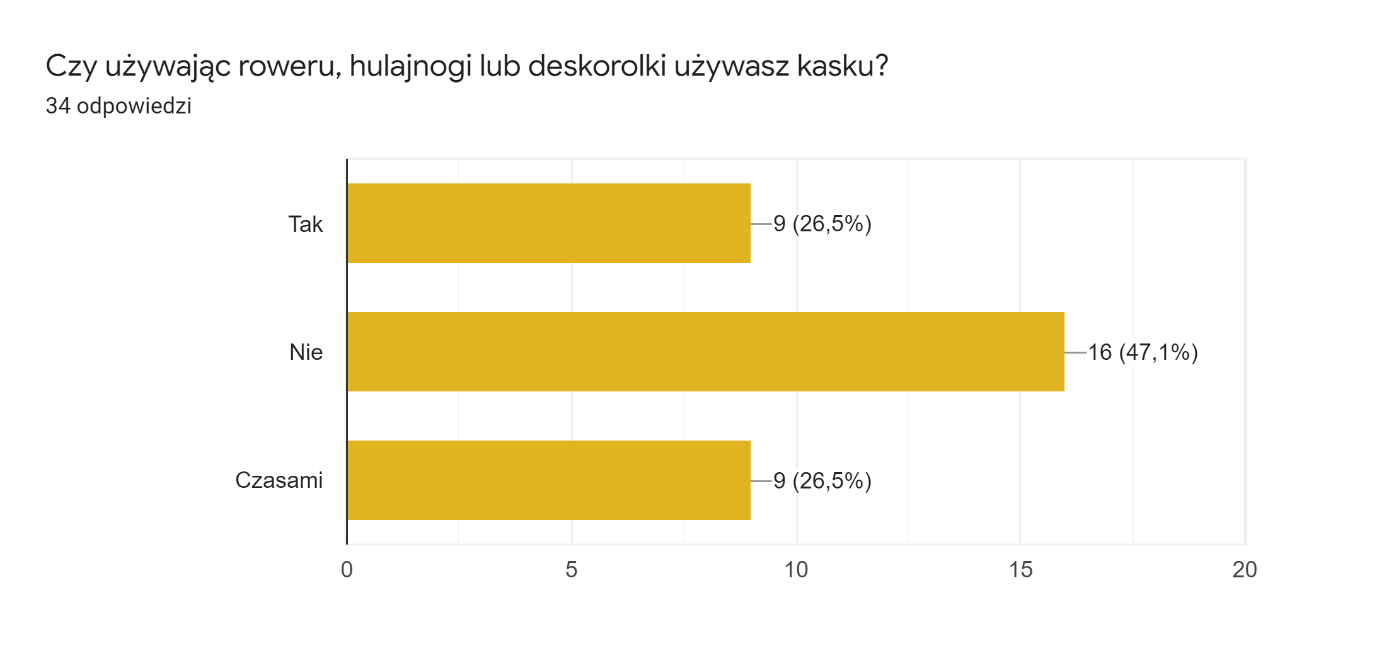 Czy używając roweru, hulajnogi lub deskorolki używasz kasku?
34 odpowiedzi
Tak
9 (26,5%)
Nie
16 (47,1%)
Czasami
9 (26,5%)
0 5 10 15 20